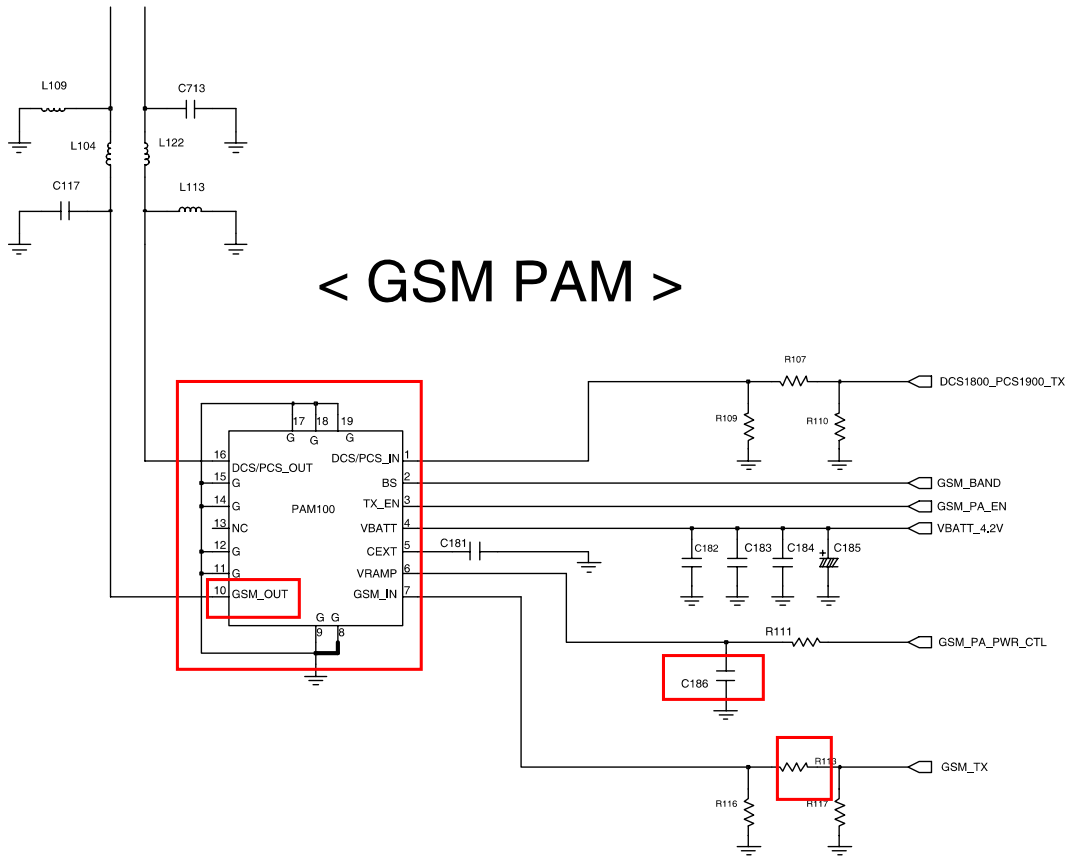 L109
C713
L104
L122
C117
L113
< GSM PAM >
R107
DCS1800_PCS1900_TX
R109
R110
17
18
19
G
G
G
16
DCS/PCS_OUT
DCS/PCS_IN
1
15
G
BS
2
GSM_BAND
14
G
TX_EN
3
GSM_PA_EN
PAM100
13
NC
VBATT
4
VBATT_4.2V
12
G
CEXT
5
C181
C182
C183
C184
+
C185
11
G
VRAMP
6
10
GSM_OUT
GSM_IN
7
G
G
9
8
R111
GSM_PA_PWR_CTL
C186
R113
GSM_TX
R116
R117